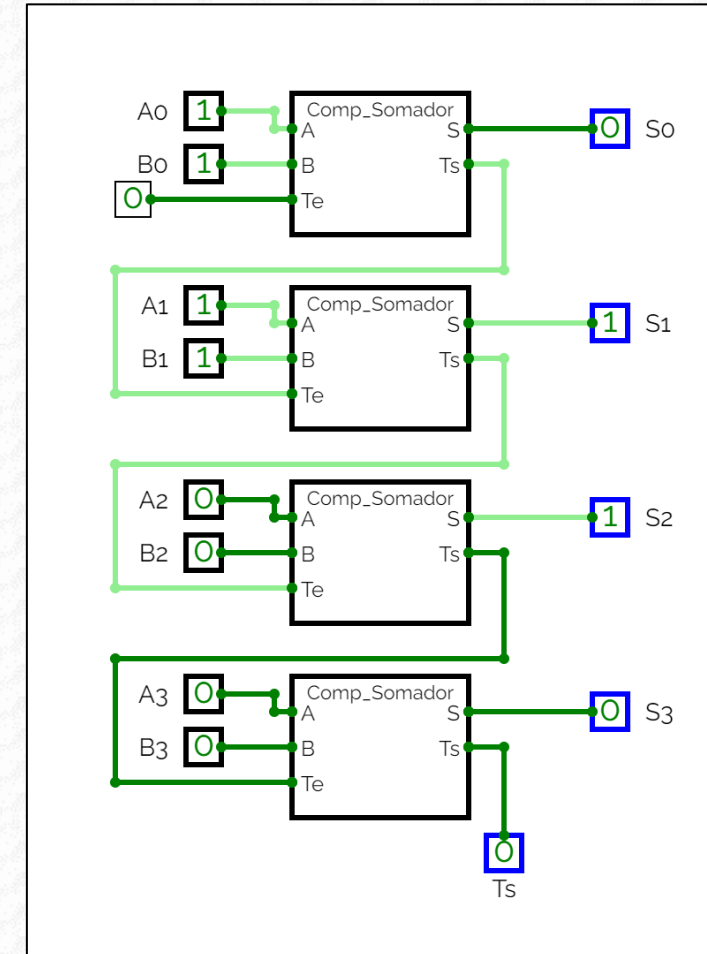 Comp_Somador
A0 1 A S 0 S0
B0 1 B Ts
0 Te
Comp_Somador
A1 1 A S 1 S1
B1 1 B Ts
Te
Comp_Somador
A2 0 A S 1 S2
B2 0 B Ts
Te
Comp_Somador
A3 0 A S 0 S3
B3 0 B Ts
Te
0
Ts